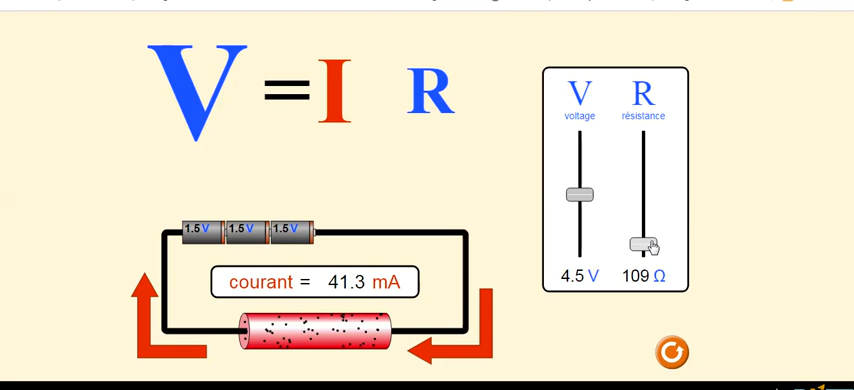 V = I R
V R
voltage résistance
4.5 V 109 Ω
1.5 V 1.5 V 1.5 V
courant = 41.3 mA